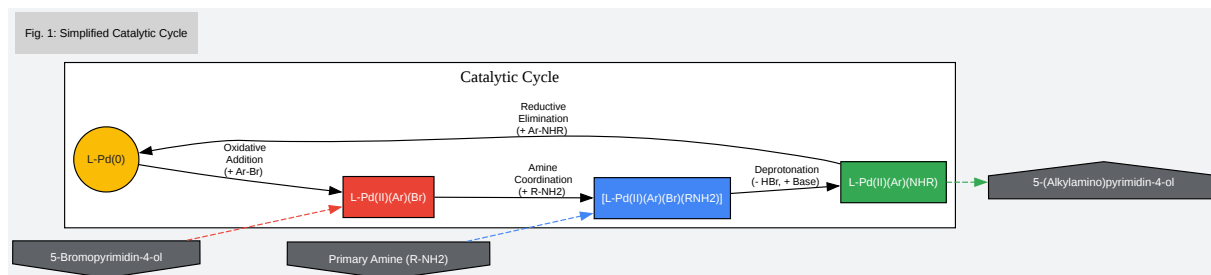 Fig. 1: Simplified Catalytic Cycle
Catalytic Cycle
Reductive
Elimination
(+ Ar-NHR)
L-Pd(0)
Oxidative
Addition
(+ Ar-Br)
Amine
Coordination
(+ R-NH2)
Deprotonation
(- HBr, + Base)
L-Pd(II)(Ar)(Br)
[L-Pd(II)(Ar)(Br)(RNH2)]
L-Pd(II)(Ar)(NHR)
5-(Alkylamino)pyrimidin-4-ol
5-Bromopyrimidin-4-ol
Primary Amine (R-NH2)